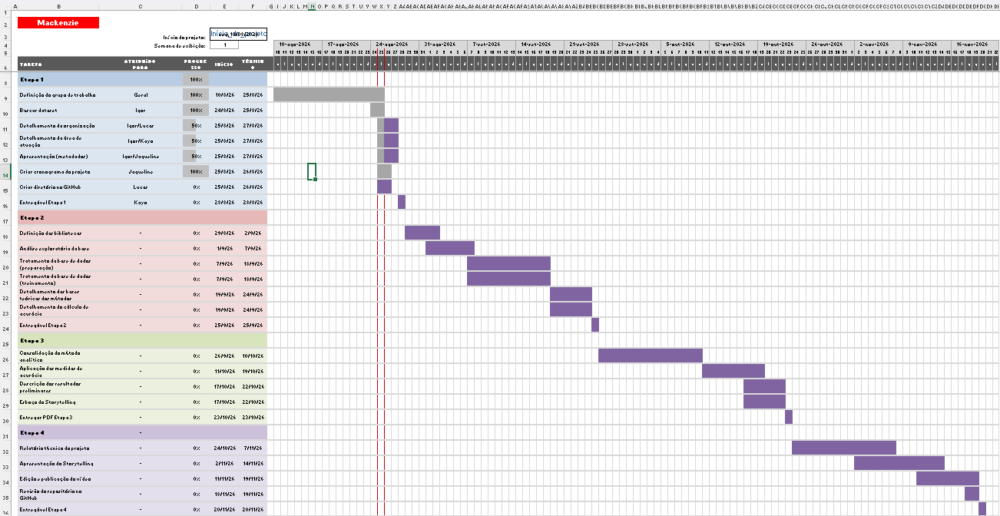 Mackenzie
Início do projeto:
Semana de exibição: 1
10-ago-2026 17-ago-2026 24-ago-2026 31-ago-2026 7-set-2026 14-set-2026 21-set-2026 28-set-2026 5-out-2026 12-out-2026 19-out-2026 26-out-2026 2-nov-2026 9-nov-2026 16-nov-2026
TAREFA ATRIBUÍDO PARA PROGRESSO INÍCIO TÉRMINO
Etapa 1 100%
Definição do grupo de trabalho Geral 100% 10/8/26 25/8/26
Buscar dataset Igor 100% 24/8/26 25/8/26
Detalhamento da organização Igor/Lucas 50% 25/8/26 27/8/26
Detalhamento da área de
atuação Igor/Kayo 50% 25/8/26 27/8/26
Apresentação (metadados) Igor/Jaqueline 50% 25/8/26 27/8/26
Criar cronograma do projeto Jaqueline 100% 25/8/26 26/8/26
Criar diretório no GitHub Lucas 0% 25/8/26 26/8/26
Entregável Etapa 1 Kayo 0% 28/8/26 28/8/26
Etapa 2
Definição das bibliotecas - 0% 29/8/26 2/9/26
Análise exploratória da base - 0% 1/9/26 7/9/26
Tratamento da base de dados
(preparação) - 0% 7/9/26 18/9/26
Tratamento da base de dados
(treinamento) - 0% 7/9/26 18/9/26
Detalhamento das bases
teóricas dos métodos - 0% 19/9/26 24/9/26
Detalhamento do cálculo de
acurácia - 0% 19/9/26 24/9/26
Entregável Etapa 2 - 0% 25/9/26 25/9/26
Etapa 3
Consolidação do método
analítico - 0% 26/9/26 10/10/26
Aplicação das medidas de
acurácia - 0% 11/10/26 19/10/26
Descrição dos resultados
preliminares - 0% 17/10/26 22/10/26
Esboço do Storytelling - 0% 17/10/26 22/10/26
Entregar PDF Etapa 3 - 0% 23/10/26 23/10/26
Etapa 4 -
Relatório técnico do projeto - 0% 24/10/26 7/11/26
Apresentação do Storytelling - 0% 2/11/26 14/11/26
Edição e publicação do vídeo - 0% 11/11/26 19/11/26
Revisão do repositório no
GitHub - 0% 18/11/26 19/11/26
Entregável Etapa 4 - 0% 20/11/26 20/11/26